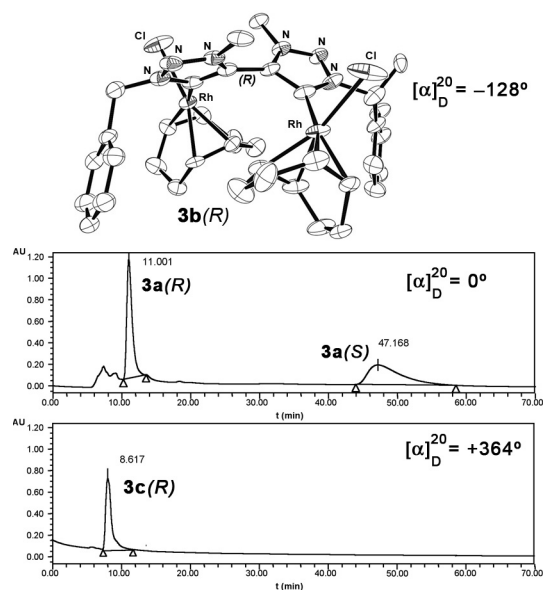 Cl
N
N
N
N
N
N
Cl
(R)
Rh
Rh
[α]20D = −128º
3b(R)
AU
1.20
1.00
0.80
0.60
0.40
0.20
0.00
11.001
3a(R)
[α]20D = 0º
3a(S)
47.168
0.00 10.00 20.00 30.00 40.00 50.00 60.00 70.00
t (min)
AU
1.20
1.00
0.80
0.60
0.40
0.20
0.00
8.617
3c(R)
[α]20D = +364º
0.00 10.00 20.00 30.00 40.00 50.00 60.00 70.00
t (min)